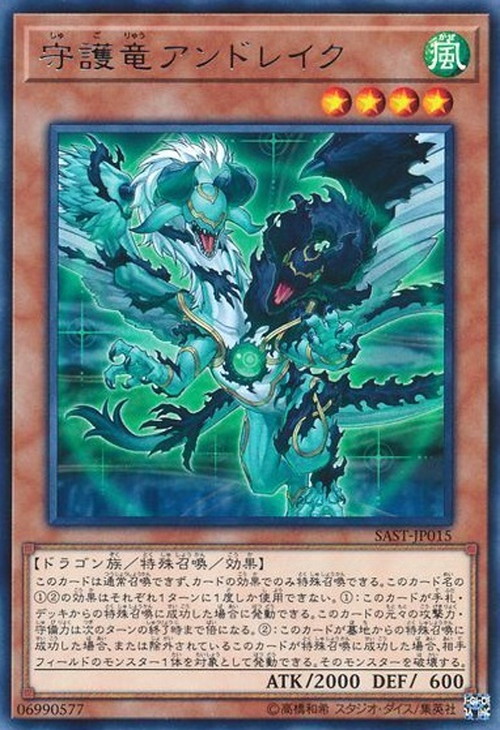 守護竜アンドレイク
風
SAST-JP015
【ドラゴン族／特殊召喚／効果】
このカードは通常召喚できず、カードの効果でのみ特殊召喚できる。このカード名の
①②の効果はそれぞれ1ターンに1度しか使用できない。①：このカードが手札・
デッキからの特殊召喚に成功した場合に発動できる。このカードの元々の攻撃力・
守備力は次のターンの終了時まで倍になる。②：このカードが墓地からの特殊召喚に
成功した場合、または除外されているこのカードが特殊召喚に成功した場合、相手
フィールドのモンスター1体を対象として発動できる。そのモンスターを破壊する。
ATK/2000 DEF/ 600
06990577 ©高橋和希 スタジオ・ダイス/集英社